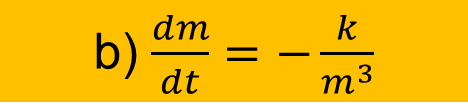 b) dm/dt = − k/m³